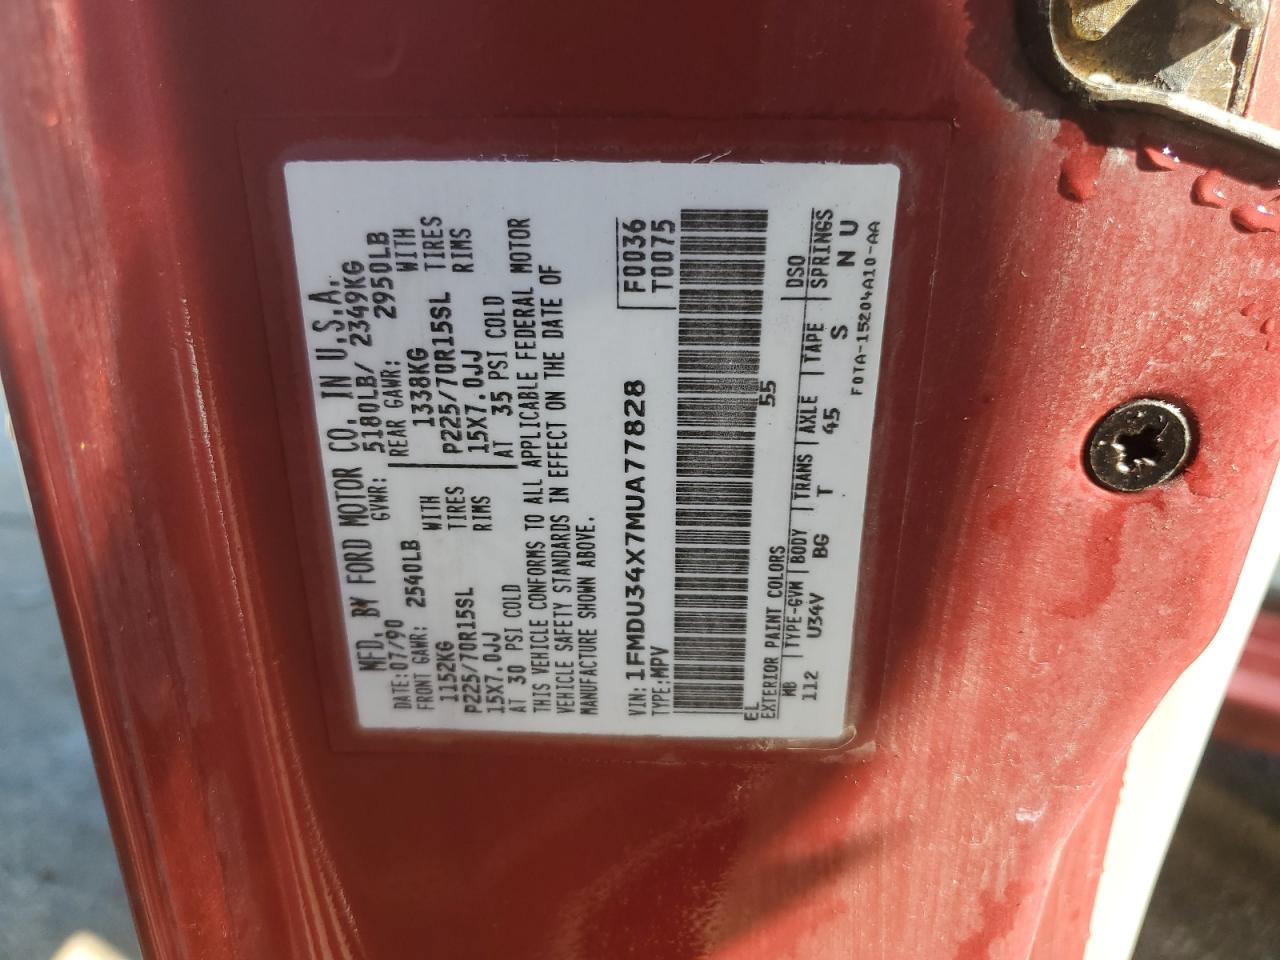 MFD. BY FORD MOTOR CO. IN U.S.A.
DATE: 07/90 GVWR: 5180LB/ 2349KG
FRONT GAWR: 2540LB REAR GAWR: 2950LB
1152KG WITH 1338KG WITH
P225/70R15SL TIRES P225/70R15SL TIRES
15X7.0JJ RIMS 15X7.0JJ RIMS
AT 30 PSI COLD AT 35 PSI COLD
THIS VEHICLE CONFORMS TO ALL APPLICABLE FEDERAL MOTOR
VEHICLE SAFETY STANDARDS IN EFFECT ON THE DATE OF
MANUFACTURE SHOWN ABOVE.
VIN: 1FMDU34X7MUA77828 F0036
TYPE: MPV T0075
EL 55
EXTERIOR PAINT COLORS DSO
WB TYPE-GVM BODY TRANS AXLE TAPE SPRINGS
112 U34V BG T 45 S N U
F0TA-15204A10-AA